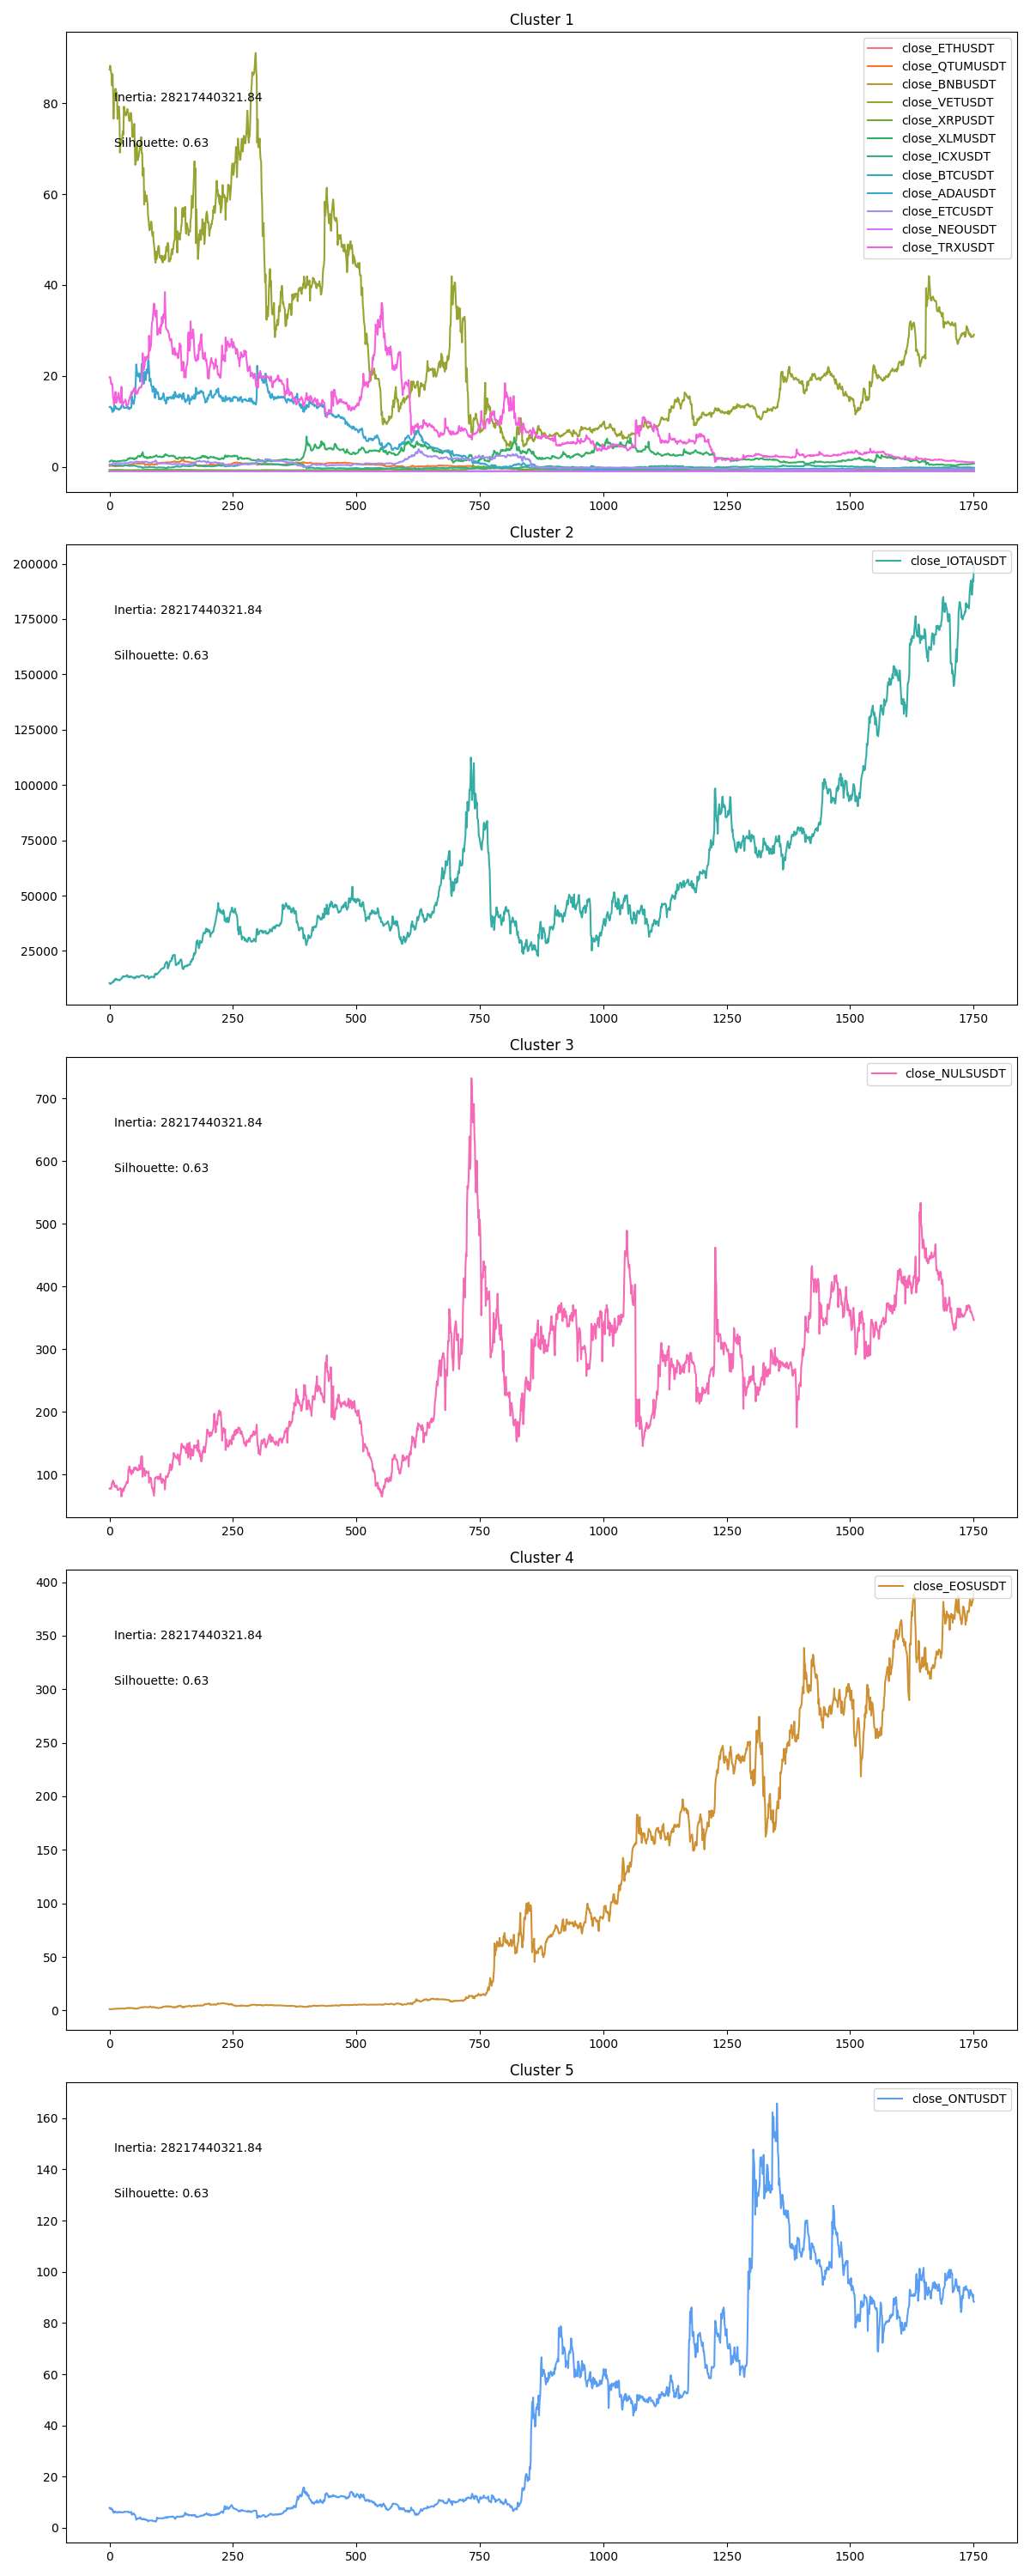 Cluster 1
80
60
40
20
0
Inertia: 28217440321.84
Silhouette: 0.63
close_ETHUSDT
close_QTUMUSDT
close_BNBUSDT
close_VETUSDT
close_XRPUSDT
close_XLMUSDT
close_ICXUSDT
close_BTCUSDT
close_ADAUSDT
close_ETCUSDT
close_NEOUSDT
close_TRXUSDT
0 250 500 750 1000 1250 1500 1750
Cluster 2
200000
175000
150000
125000
100000
75000
50000
25000
Inertia: 28217440321.84
Silhouette: 0.63
close_IOTAUSDT
0 250 500 750 1000 1250 1500 1750
Cluster 3
700
600
500
400
300
200
100
Inertia: 28217440321.84
Silhouette: 0.63
close_NULSUSDT
0 250 500 750 1000 1250 1500 1750
Cluster 4
400
350
300
250
200
150
100
50
0
Inertia: 28217440321.84
Silhouette: 0.63
close_EOSUSDT
0 250 500 750 1000 1250 1500 1750
Cluster 5
160
140
120
100
80
60
40
20
0
Inertia: 28217440321.84
Silhouette: 0.63
close_ONTUSDT
0 250 500 750 1000 1250 1500 1750